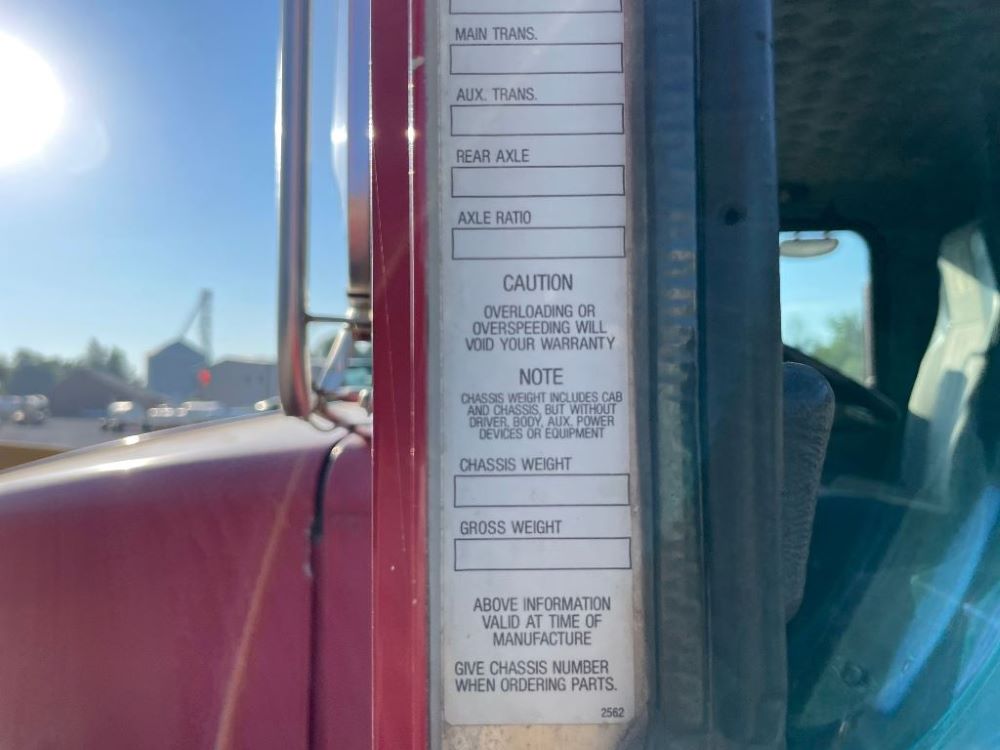 MAIN TRANS.
AUX. TRANS.
REAR AXLE
AXLE RATIO
CAUTION
OVERLOADING OR
OVERSPEEDING WILL
VOID YOUR WARRANTY
NOTE
CHASSIS WEIGHT INCLUDES CAB
AND CHASSIS, BUT WITHOUT
DRIVER, BODY, AUX. POWER
DEVICES OR EQUIPMENT
CHASSIS WEIGHT
GROSS WEIGHT
ABOVE INFORMATION
VALID AT TIME OF
MANUFACTURE
GIVE CHASSIS NUMBER
WHEN ORDERING PARTS.
2562